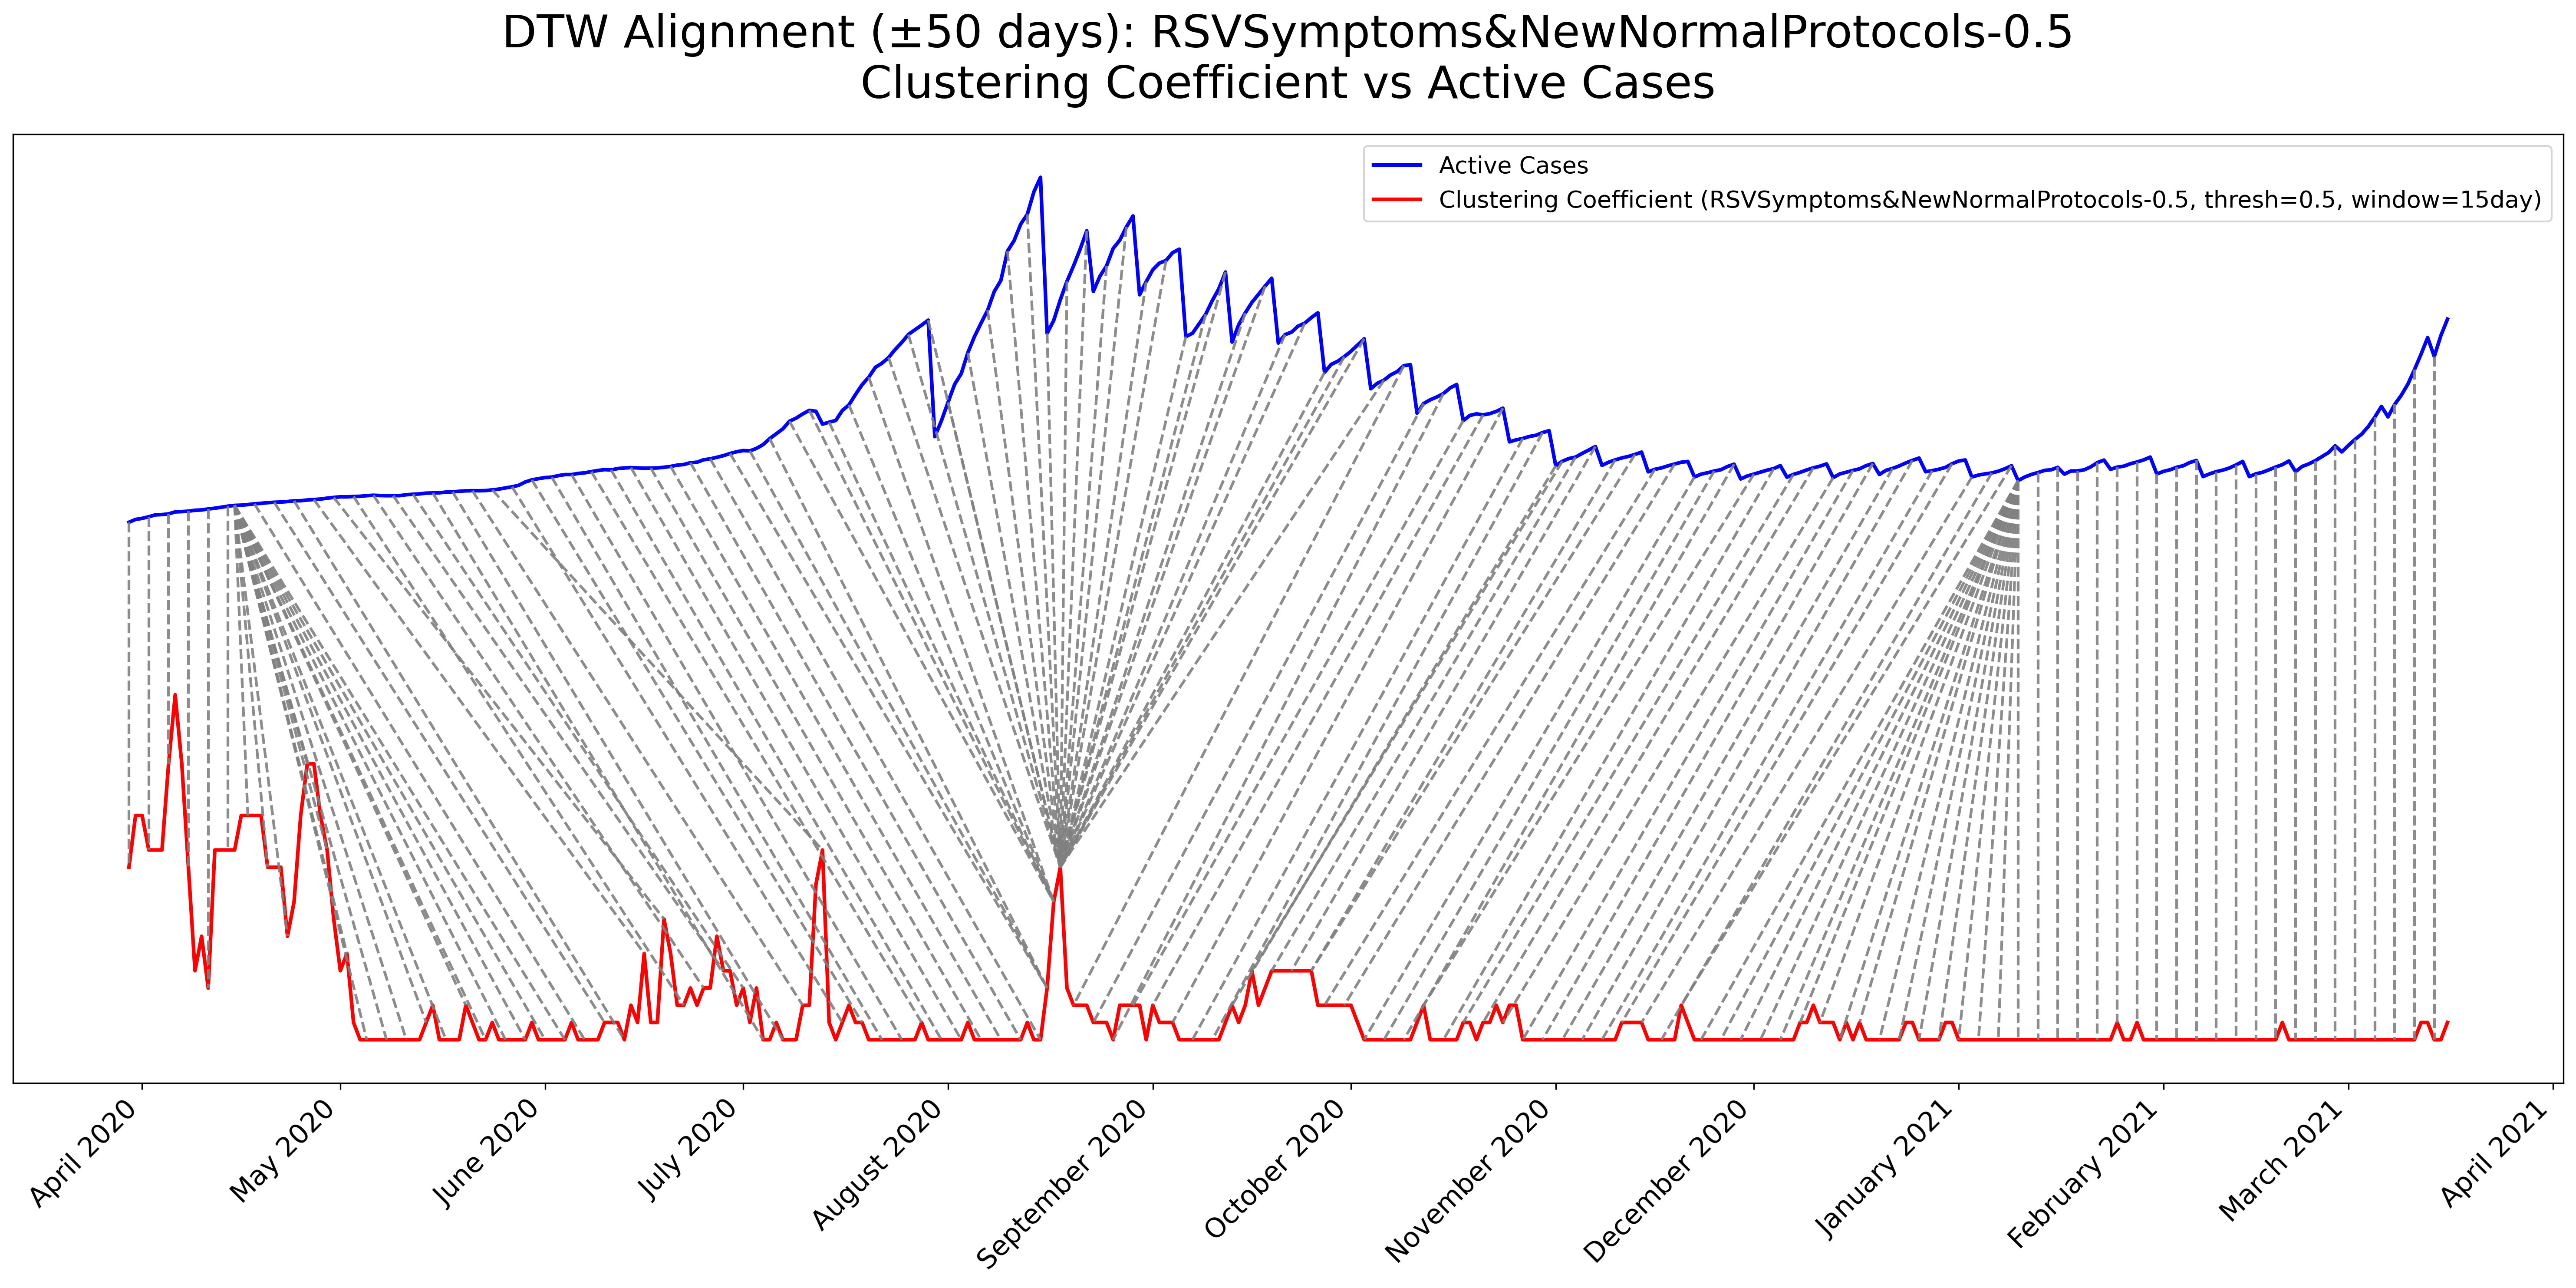 DTW Alignment (±50 days): RSVSymptoms&NewNormalProtocols-0.5
Clustering Coefficient vs Active Cases
Active Cases
Clustering Coefficient (RSVSymptoms&NewNormalProtocols-0.5, thresh=0.5, window=15day)
April 2020
May 2020
June 2020
July 2020
August 2020
September 2020
October 2020
November 2020
December 2020
January 2021
February 2021
March 2021
April 2021